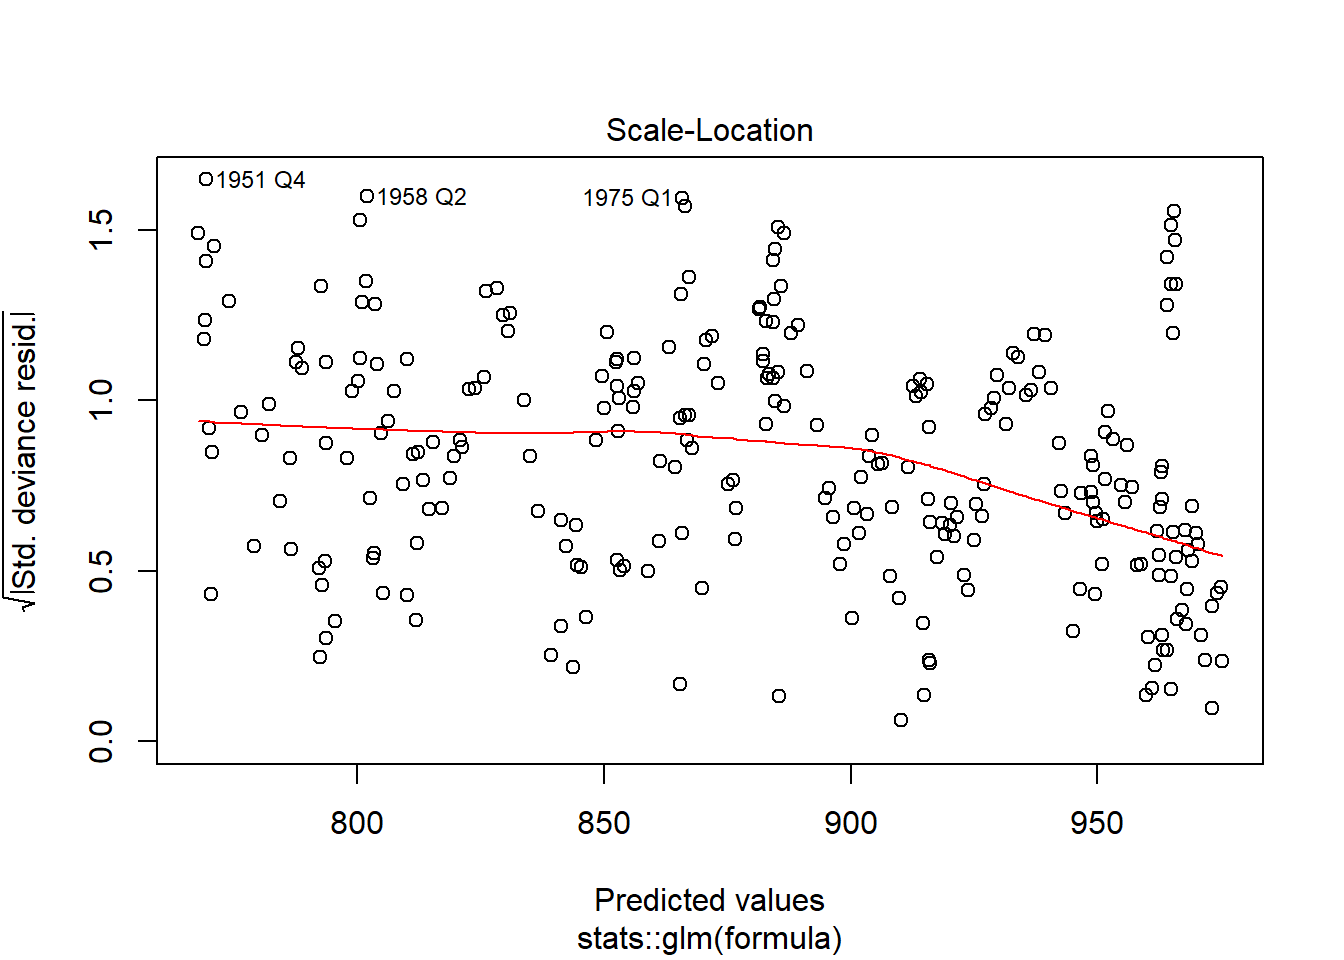 Scale-Location
1951 Q4
1958 Q2
1975 Q1
√|Std. deviance resid.|
1.5
1.0
0.5
0.0
800 850 900 950
Predicted values
stats::glm(formula)